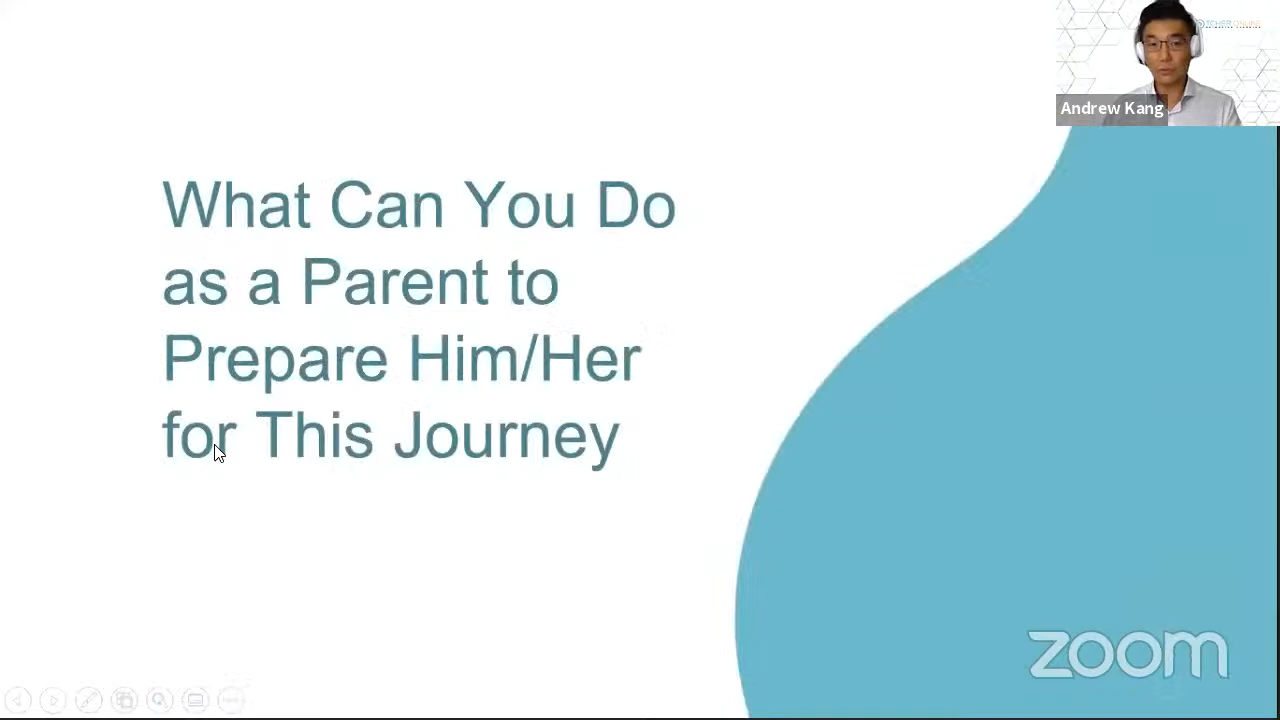 Andrew Kang
What Can You Do
as a Parent to
Prepare Him/Her
for This Journey
zoom